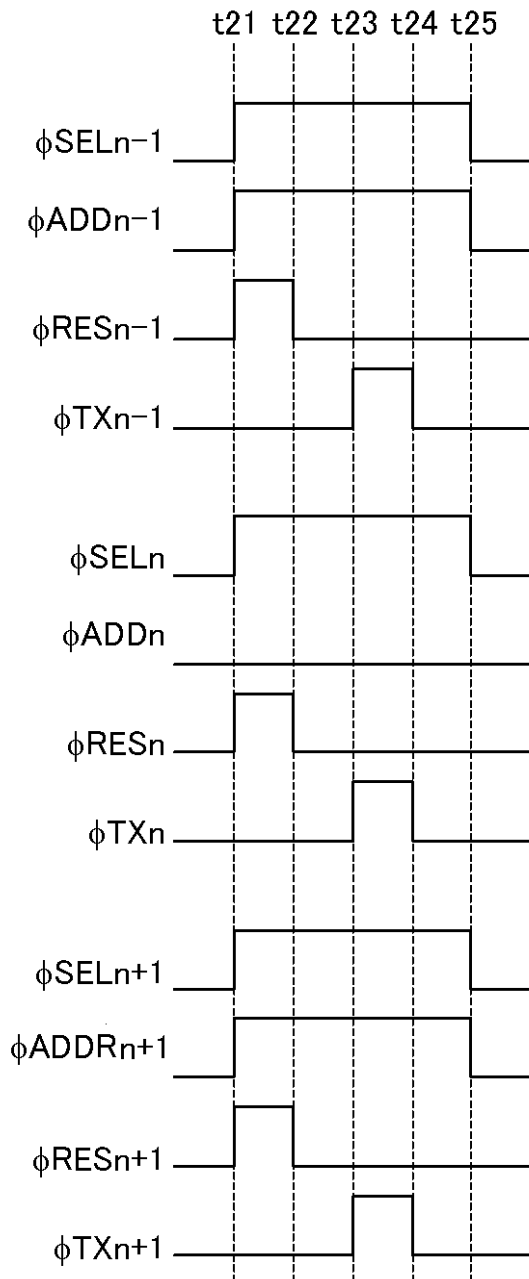 t21 t22 t23 t24 t25
ϕSELn-1
ϕADDn-1
ϕRESn-1
ϕTXn-1
ϕSELn
ϕADDn
ϕRESn
ϕTXn
ϕSELn+1
ϕADDRn+1
ϕRESn+1
ϕTXn+1